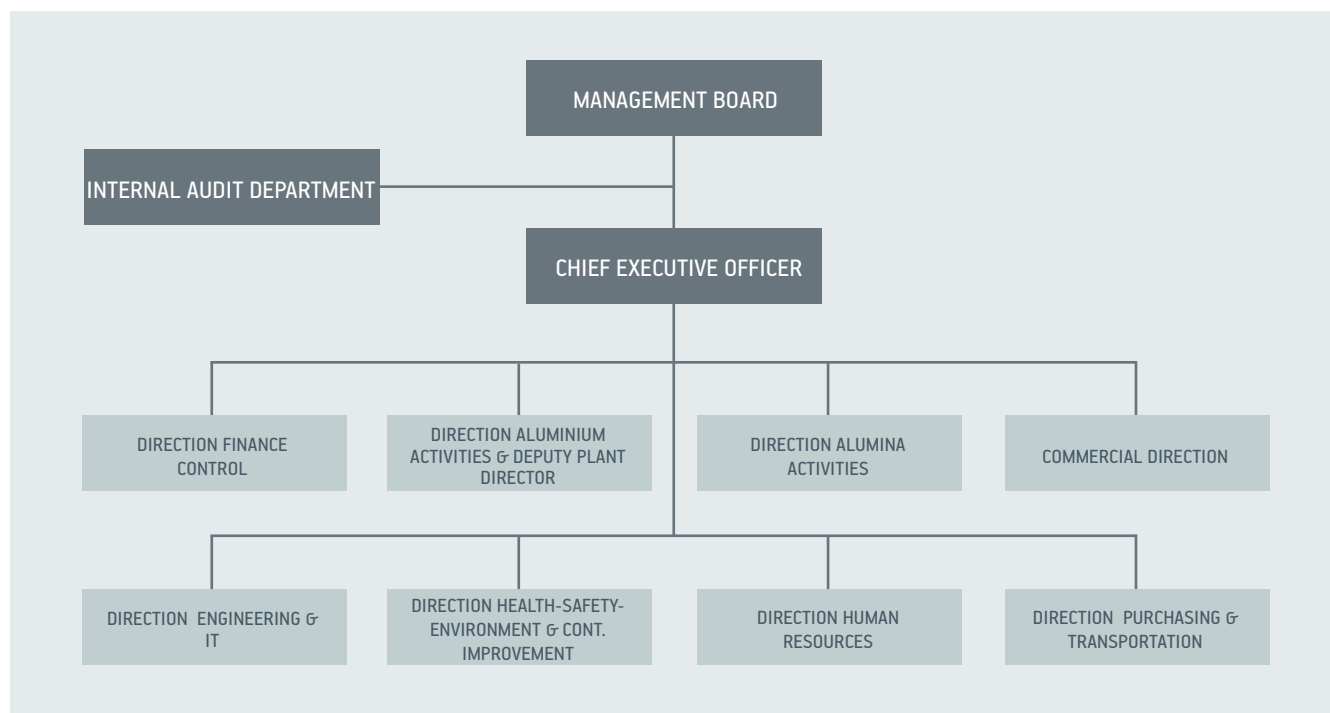 MANAGEMENT BOARD
INTERNAL AUDIT DEPARTMENT
CHIEF EXECUTIVE OFFICER
DIRECTION FINANCE
CONTROL
DIRECTION ALUMINIUM
ACTIVITIES & DEPUTY PLANT
DIRECTOR
DIRECTION ALUMINA
ACTIVITIES
COMMERCIAL DIRECTION
DIRECTION ENGINEERING &
IT
DIRECTION HEALTH-SAFETY-
ENVIRONMENT & CONT.
IMPROVEMENT
DIRECTION HUMAN
RESOURCES
DIRECTION PURCHASING &
TRANSPORTATION